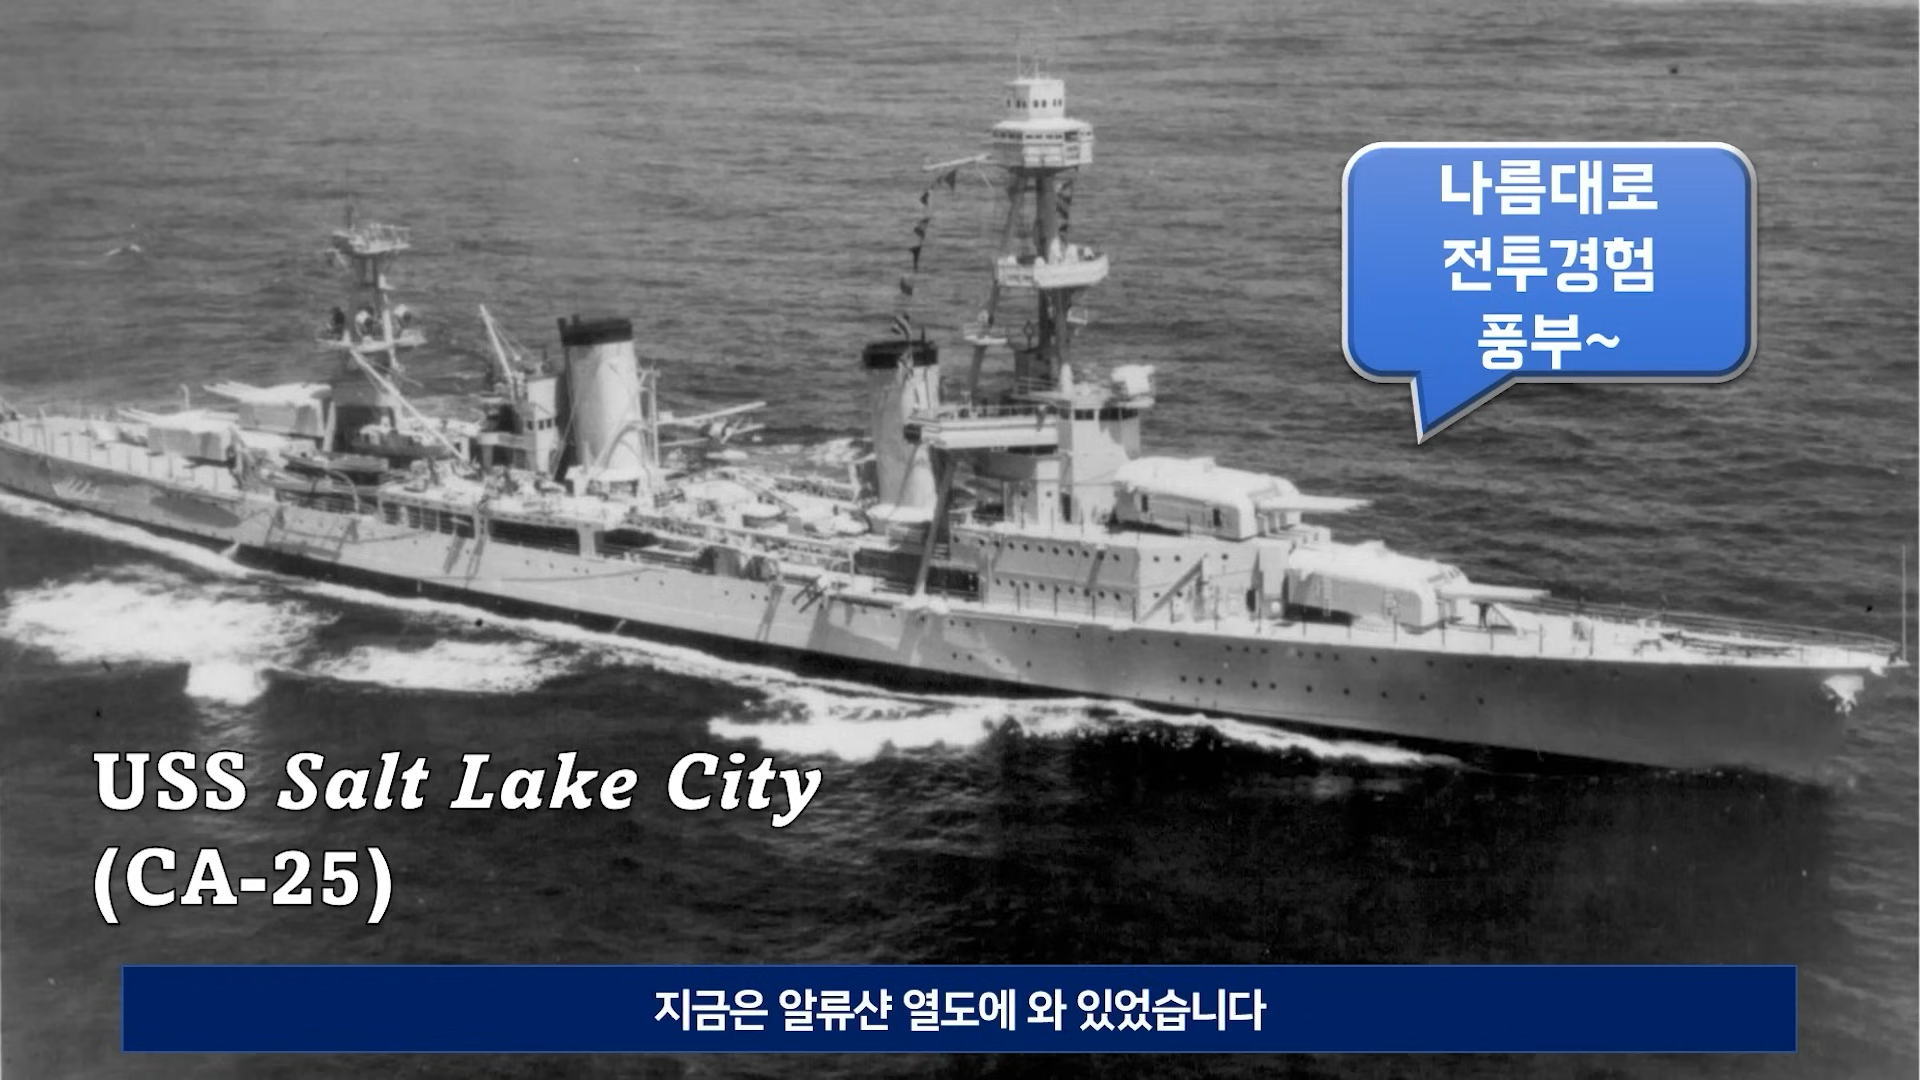 나름대로
전투경험
풍부~
USS Salt Lake City
(CA-25)
지금은 알류샨 열도에 와 있었습니다